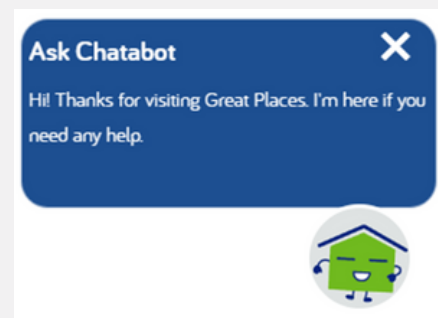 Ask Chatabot
Hi! Thanks for visiting Great Places. I'm here if you
need any help.